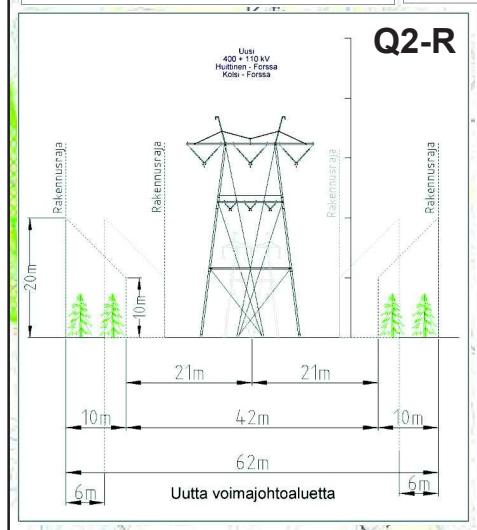 Q2-R
Uusi
400 + 110 kV
Huittinen - Forssa
Kolsi - Forssa
Rakennusraja
Rakennusraja
Rakennusraja
Rakennusraja
20m
10m
21m
21m
10m
42m
10m
62m
6m
Uutta voimajohtoaluetta
6m